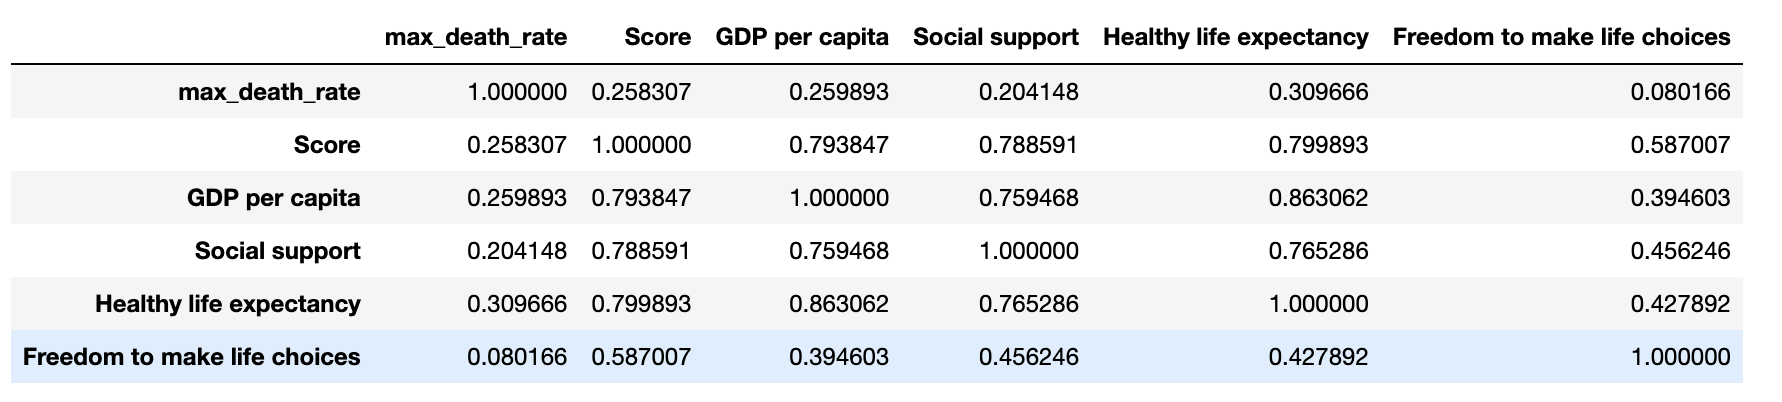 max_death_rate Score GDP per capita Social support Healthy life expectancy Freedom to make life choices
max_death_rate 1.000000 0.258307 0.259893 0.204148 0.309666 0.080166
Score 0.258307 1.000000 0.793847 0.788591 0.799893 0.587007
GDP per capita 0.259893 0.793847 1.000000 0.759468 0.863062 0.394603
Social support 0.204148 0.788591 0.759468 1.000000 0.765286 0.456246
Healthy life expectancy 0.309666 0.799893 0.863062 0.765286 1.000000 0.427892
Freedom to make life choices 0.080166 0.587007 0.394603 0.456246 0.427892 1.000000